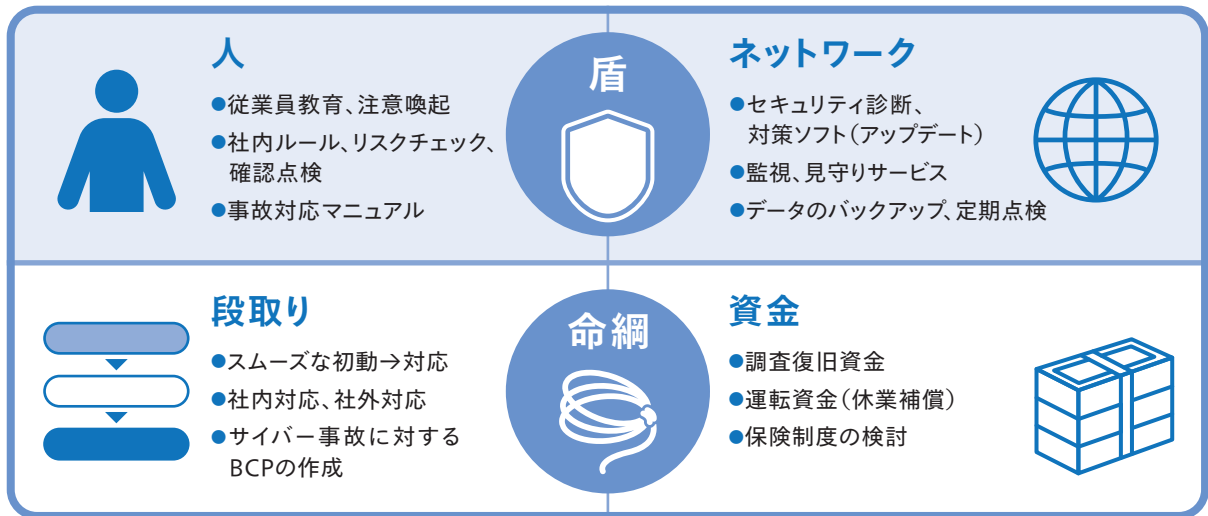 人
●従業員教育、注意喚起
●社内ルール、リスクチェック、
確認点検
●事故対応マニュアル
盾
ネットワーク
●セキュリティ診断、
対策ソフト(アップデート)
●監視、見守りサービス
●データのバックアップ、定期点検
段取り
●スムーズな初動→対応
●社内対応、社外対応
●サイバー事故に対する
BCPの作成
命綱
資金
●調査復旧資金
●運転資金(休業補償)
●保険制度の検討